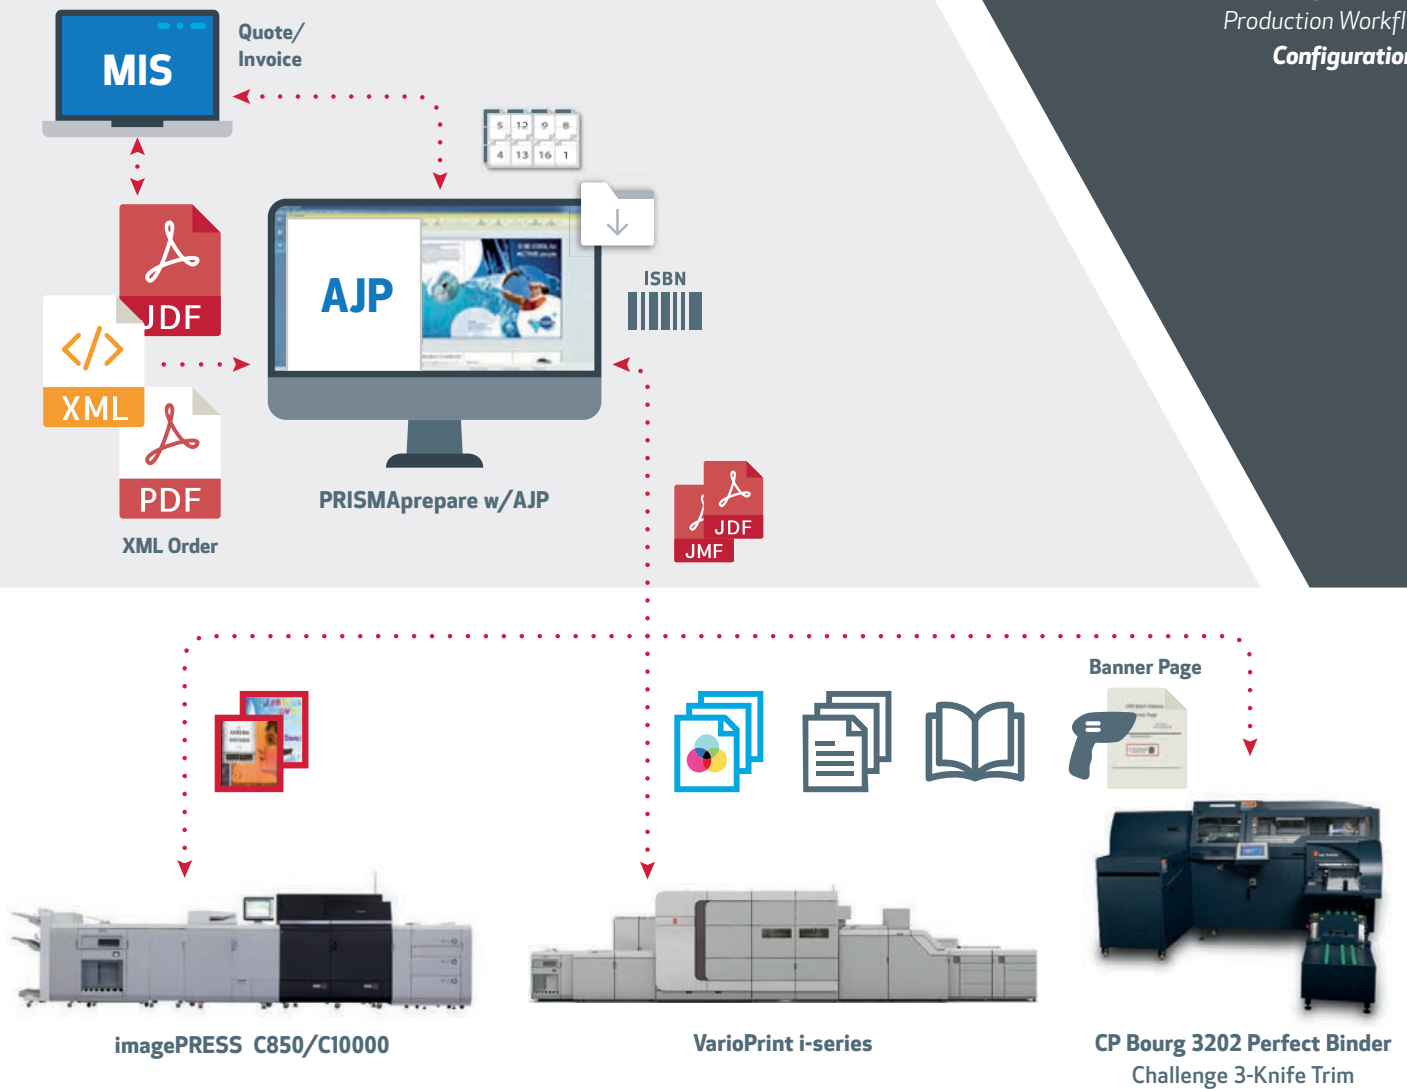 Production Workfl
Configuration
Quote/
Invoice
MIS
5 12 9 8
4 13 16 1
AJP
ISBN
JDF
XML
PDF
XML Order
PRISMAprepare w/AJP
JDF
JMF
Banner Page
imagePRESS C850/C10000
VarioPrint i-series
CP Bourg 3202 Perfect Binder
Challenge 3-Knife Trim